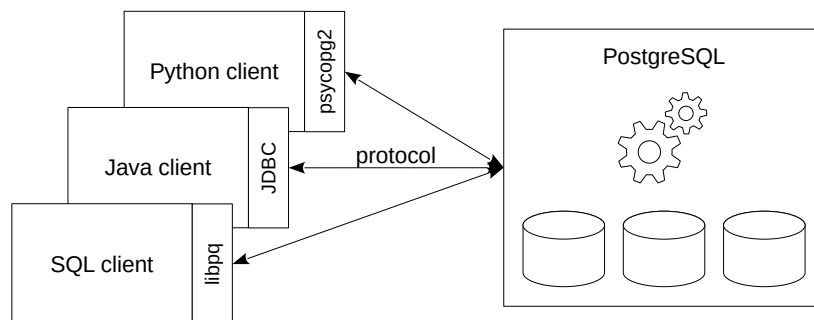 Python client
psycopg2
PostgreSQL
Java client
JDBC
protocol
SQL client
libpq